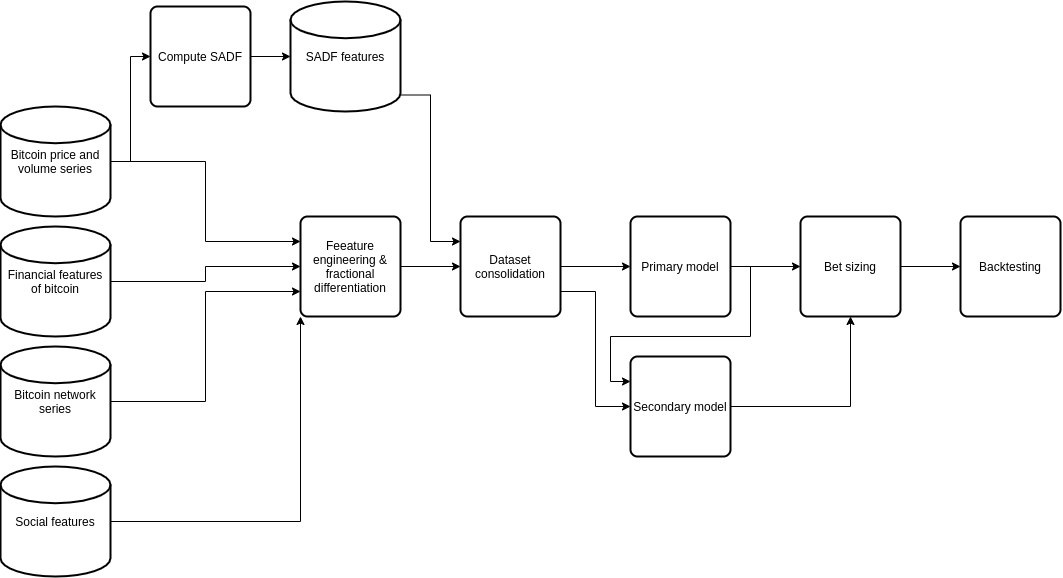 Compute SADF
SADF features
Bitcoin price and
volume series
Financial features
of bitcoin
Bitcoin network
series
Social features
Feeature
engineering &
fractional
differentiation
Dataset
consolidation
Primary model
Secondary model
Bet sizing
Backtesting